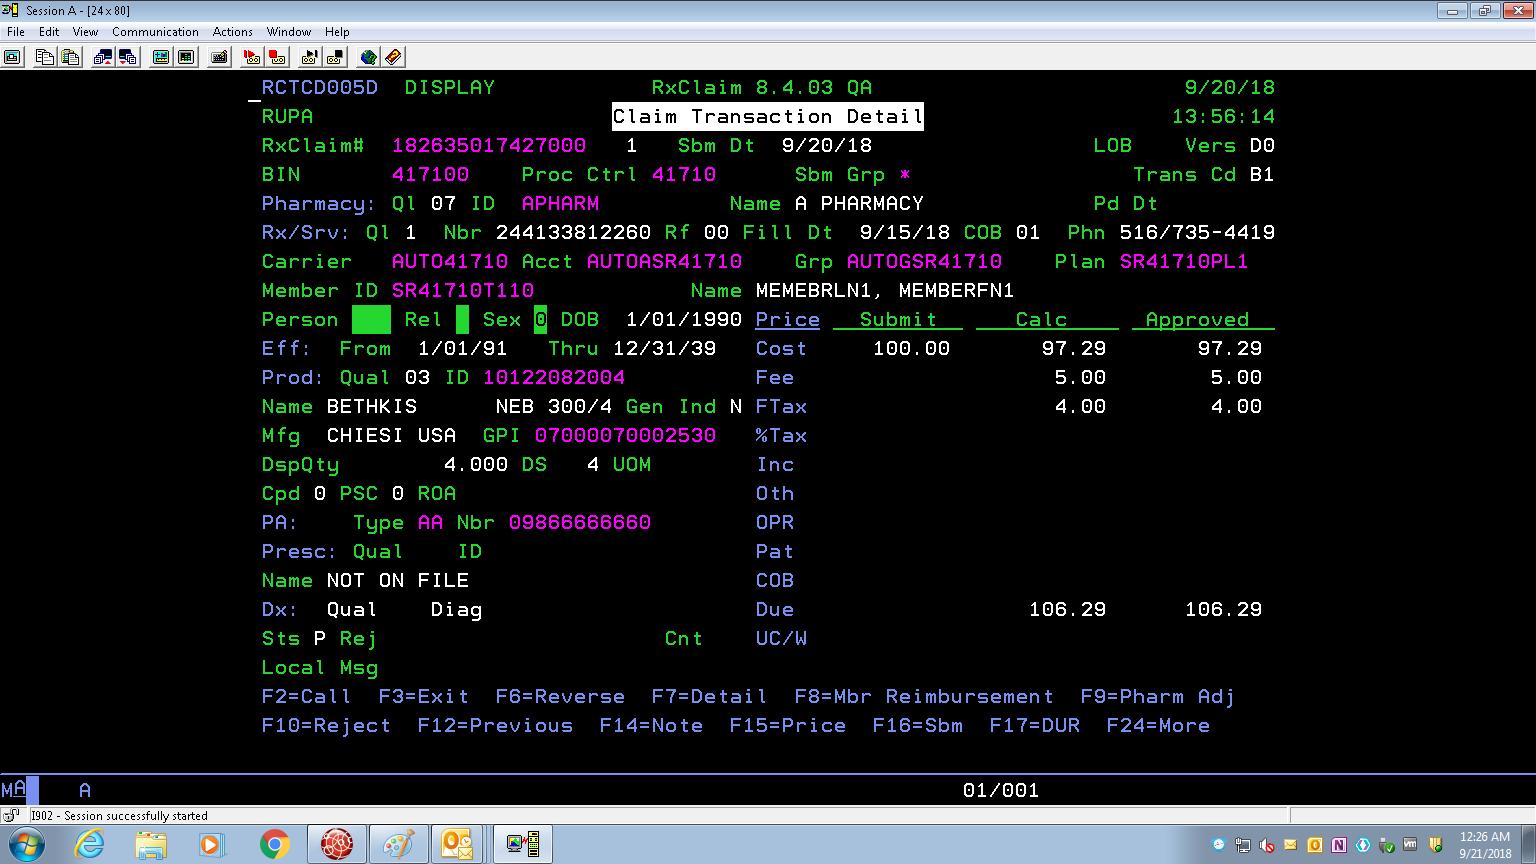 Session A - [24 x 80]
File Edit View Communication Actions Window Help
RCTCD005D DISPLAY RxClaim 8.4.03 QA 9/20/18
RUPA Claim Transaction Detail 13:56:14
RxClaim# 182635017427000 1 Sbm Dt 9/20/18 LOB Vers D0
BIN 417100 Proc Ctrl 41710 Sbm Grp * Trans Cd B1
Pharmacy: Ql 07 ID APHARM Name A PHARMACY Pd Dt
Rx/Srv: Ql 1 Nbr 244133812260 Rf 00 Fill Dt 9/15/18 COB 01 Phn 516/735-4419
Carrier AUTO41710 Acct AUTOASR41710 Grp AUTOGSR41710 Plan SR41710PL1
Member ID SR41710T110 Name MEMEBRLN1, MEMBERFN1
Person Rel Sex 0 DOB 1/01/1990 Price Submit Calc Approved
Eff: From 1/01/91 Thru 12/31/39 Cost 100.00 97.29 97.29
Prod: Qual 03 ID 10122082004 Fee 5.00 5.00
Name BETHKIS NEB 300/4 Gen Ind N FTax 4.00 4.00
Mfg CHIESI USA GPI 07000070002530 %Tax
DspQty 4.000 DS 4 UOM Inc
Cpd 0 PSC 0 ROA Oth
PA: Type AA Nbr 09866666660 OPR
Presc: Qual ID Pat
Name NOT ON FILE COB
Dx: Qual Diag Due 106.29 106.29
Sts P Rej Cnt UC/W
Local Msg
F2=Call F3=Exit F6=Reverse F7=Detail F8=Mbr Reimbursement F9=Pharm Adj
F10=Reject F12=Previous F14=Note F15=Price F16=Sbm F17=DUR F24=More
MA A 01/001
I902 - Session successfully started
12:26 AM
9/21/2018